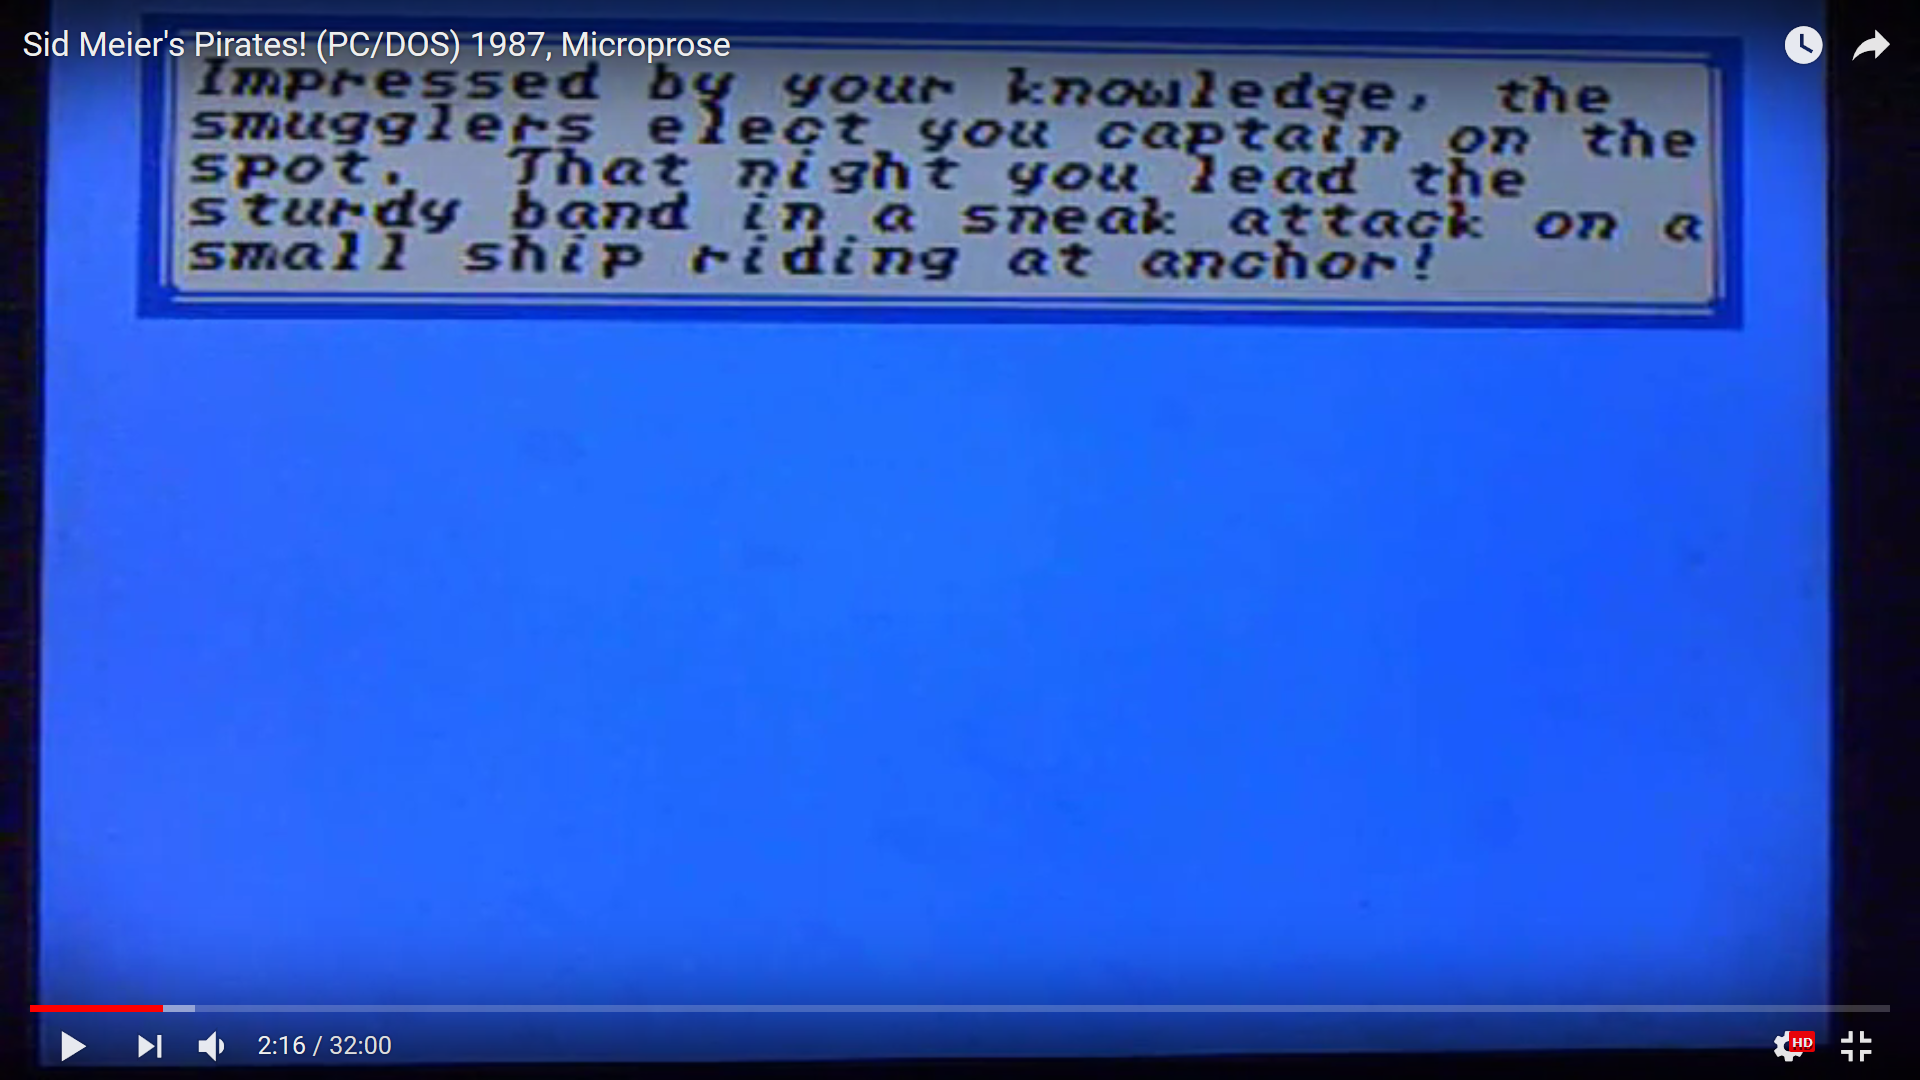 Sid Meier's Pirates! (PC/DOS) 1987, Microprose
Impressed by your knowledge, the
smugglers elect you captain on the
spot. That night you lead the
sturdy band in a sneak attack on a
small ship riding at anchor!
2:16 / 32:00
HD